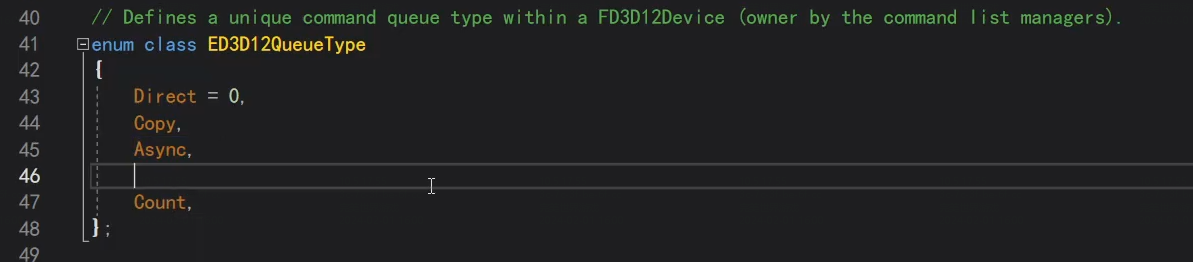 40 // Defines a unique command queue type within a FD3D12Device (owner by the command list managers).
41 enum class ED3D12QueueType
42 {
43 Direct = 0,
44 Copy,
45 Async,
46
47 Count,
48 };
49